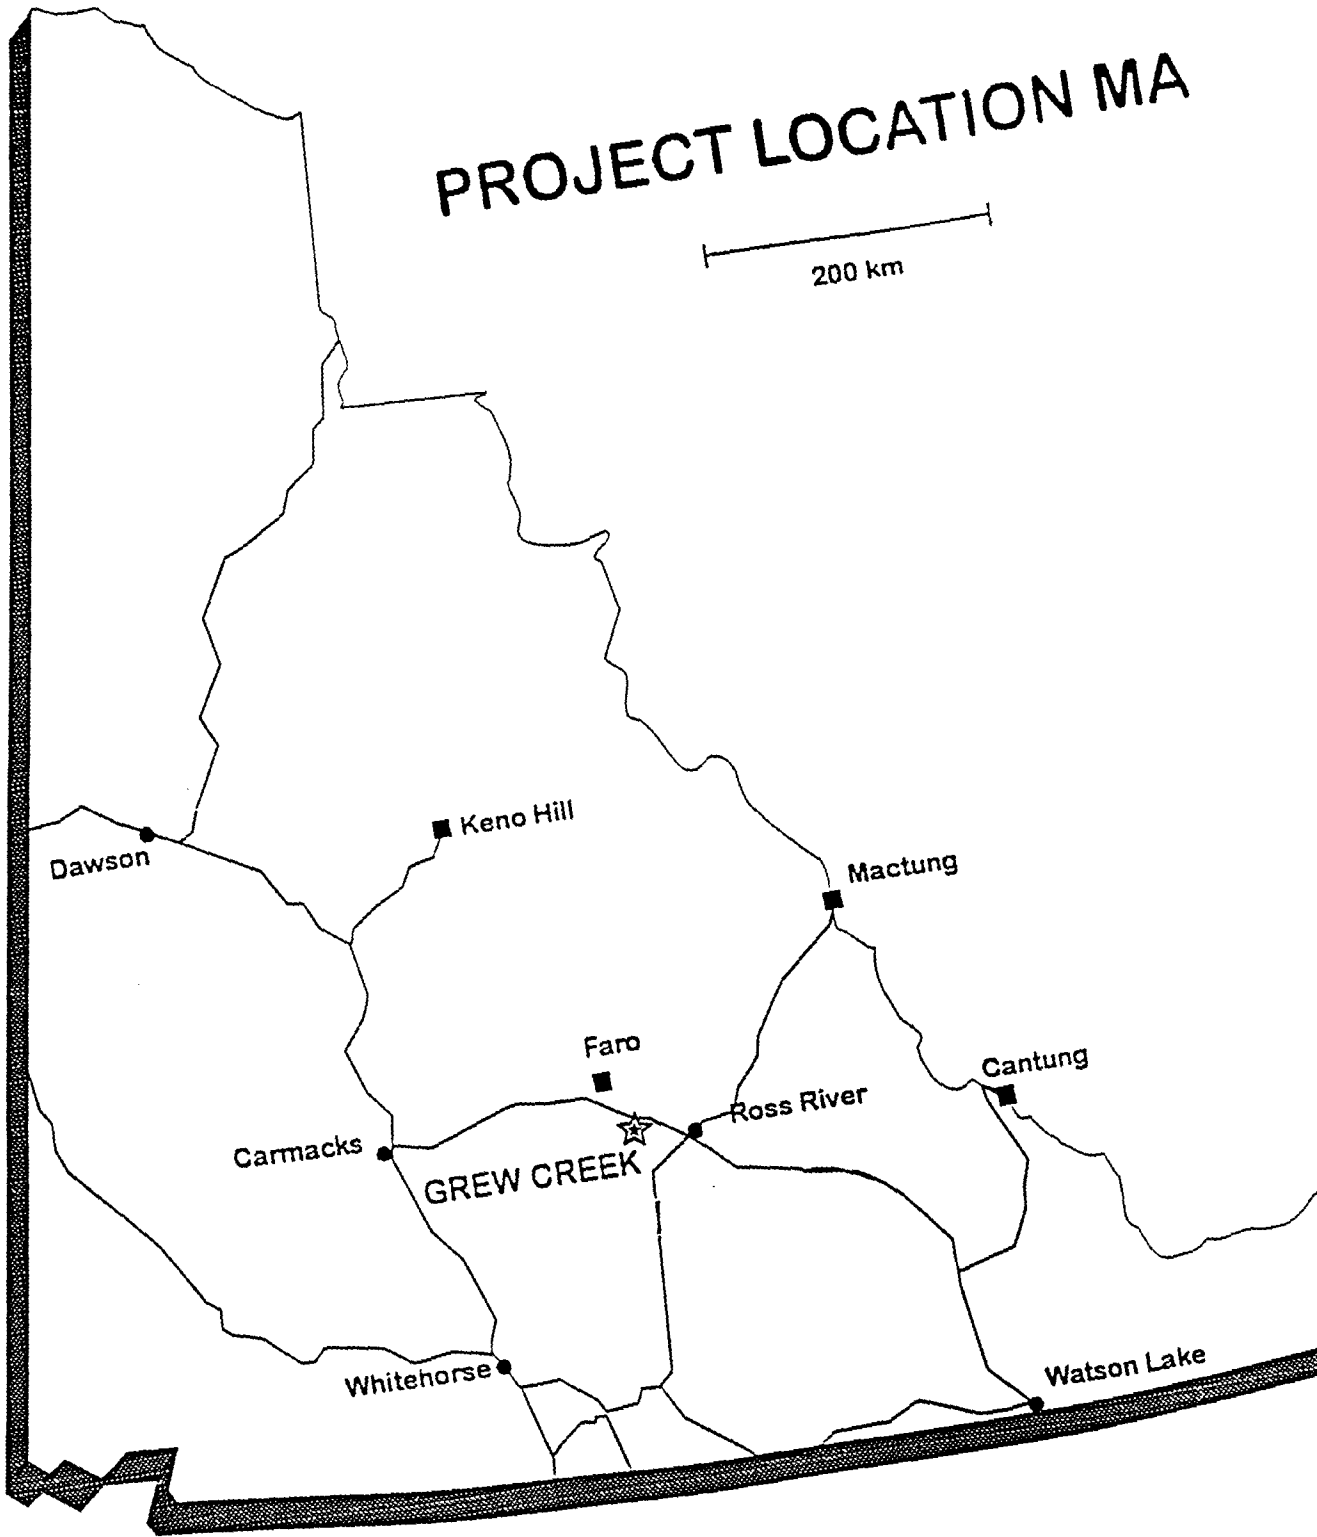 PROJECT LOCATION MA
200 km
Keno Hill
Dawson
Mactung
Faro
Cantung
Ross River
Carmacks
GREW CREEK
Whitehorse
Watson Lake